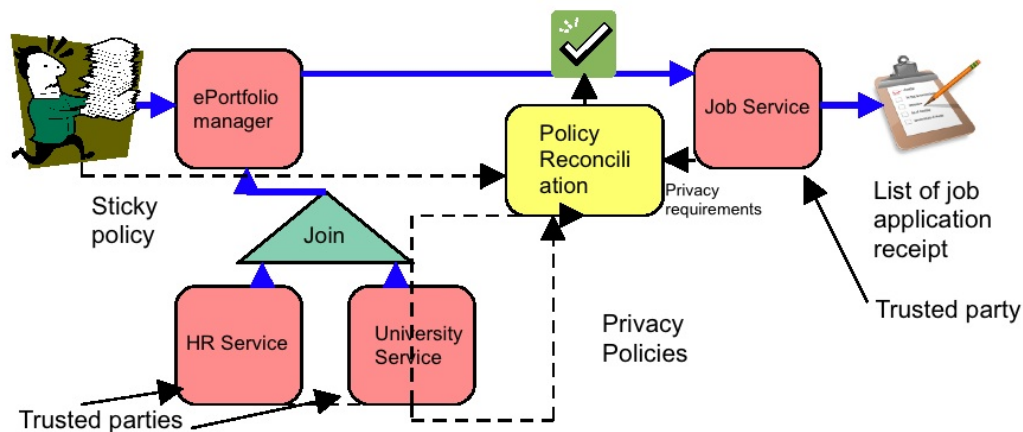 ePortfolio
manager
Job Service
Policy
Reconcili
ation
Privacy
requirements
Sticky
policy
List of job
application
receipt
Join
Trusted party
HR Service
University
Service
Privacy
Policies
Trusted parties